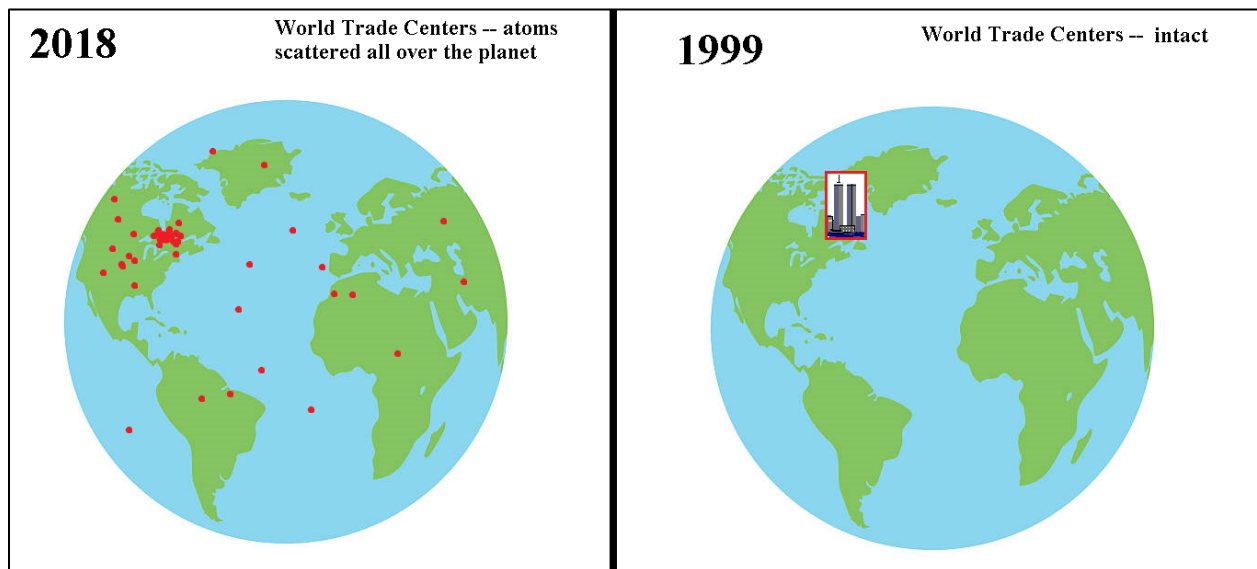 2018
World Trade Centers -- atoms
scattered all over the planet
1999
World Trade Centers -- intact